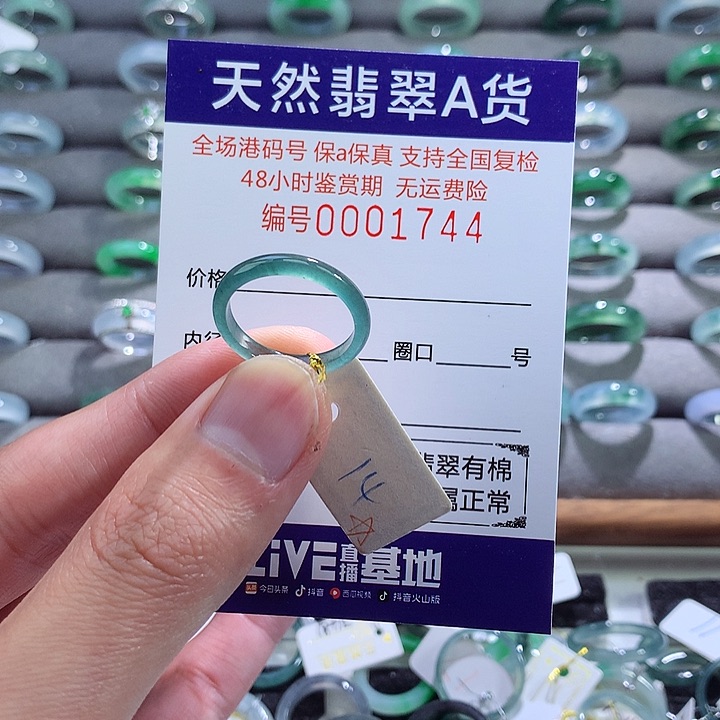 天然翡翠A货
全场港码号 保a保真 支持全国复检
48小时鉴赏期 无运费险
编号0001744
价格
内径 圈口 号
翡翠有棉
属正常
14
LiVE直播基地
头条 今日头条 抖音 西瓜视频 抖音火山版